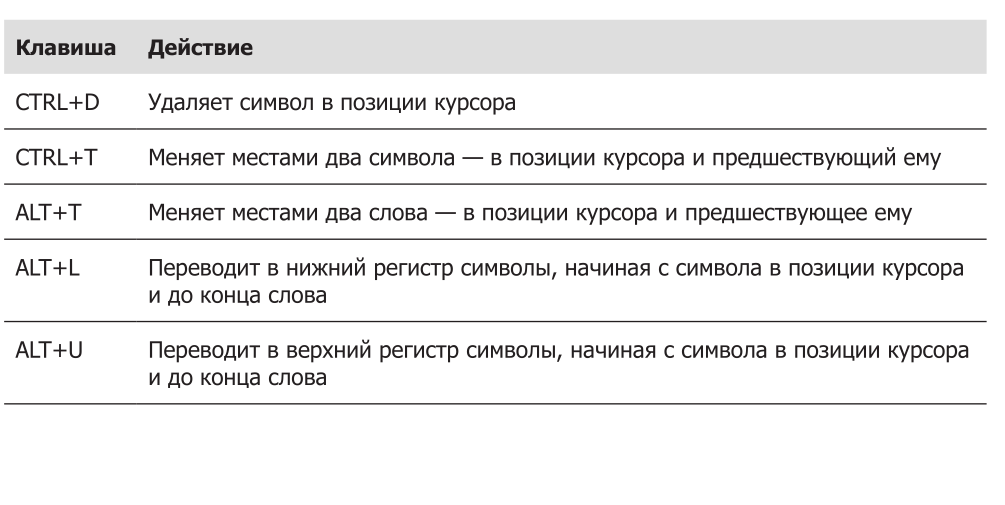 Клавиша Действие
CTRL+D Удаляет символ в позиции курсора
CTRL+T Меняет местами два символа — в позиции курсора и предшествующий ему
ALT+T Меняет местами два слова — в позиции курсора и предшествующее ему
ALT+L Переводит в нижний регистр символы, начиная с символа в позиции курсора
и до конца слова
ALT+U Переводит в верхний регистр символы, начиная с символа в позиции курсора
и до конца слова